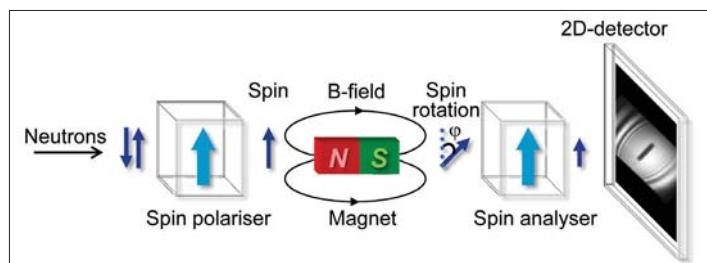 2D-detector
Spin
B-field
Spin
rotation
φ
Neutrons
N S
Spin polariser
Magnet
Spin analyser